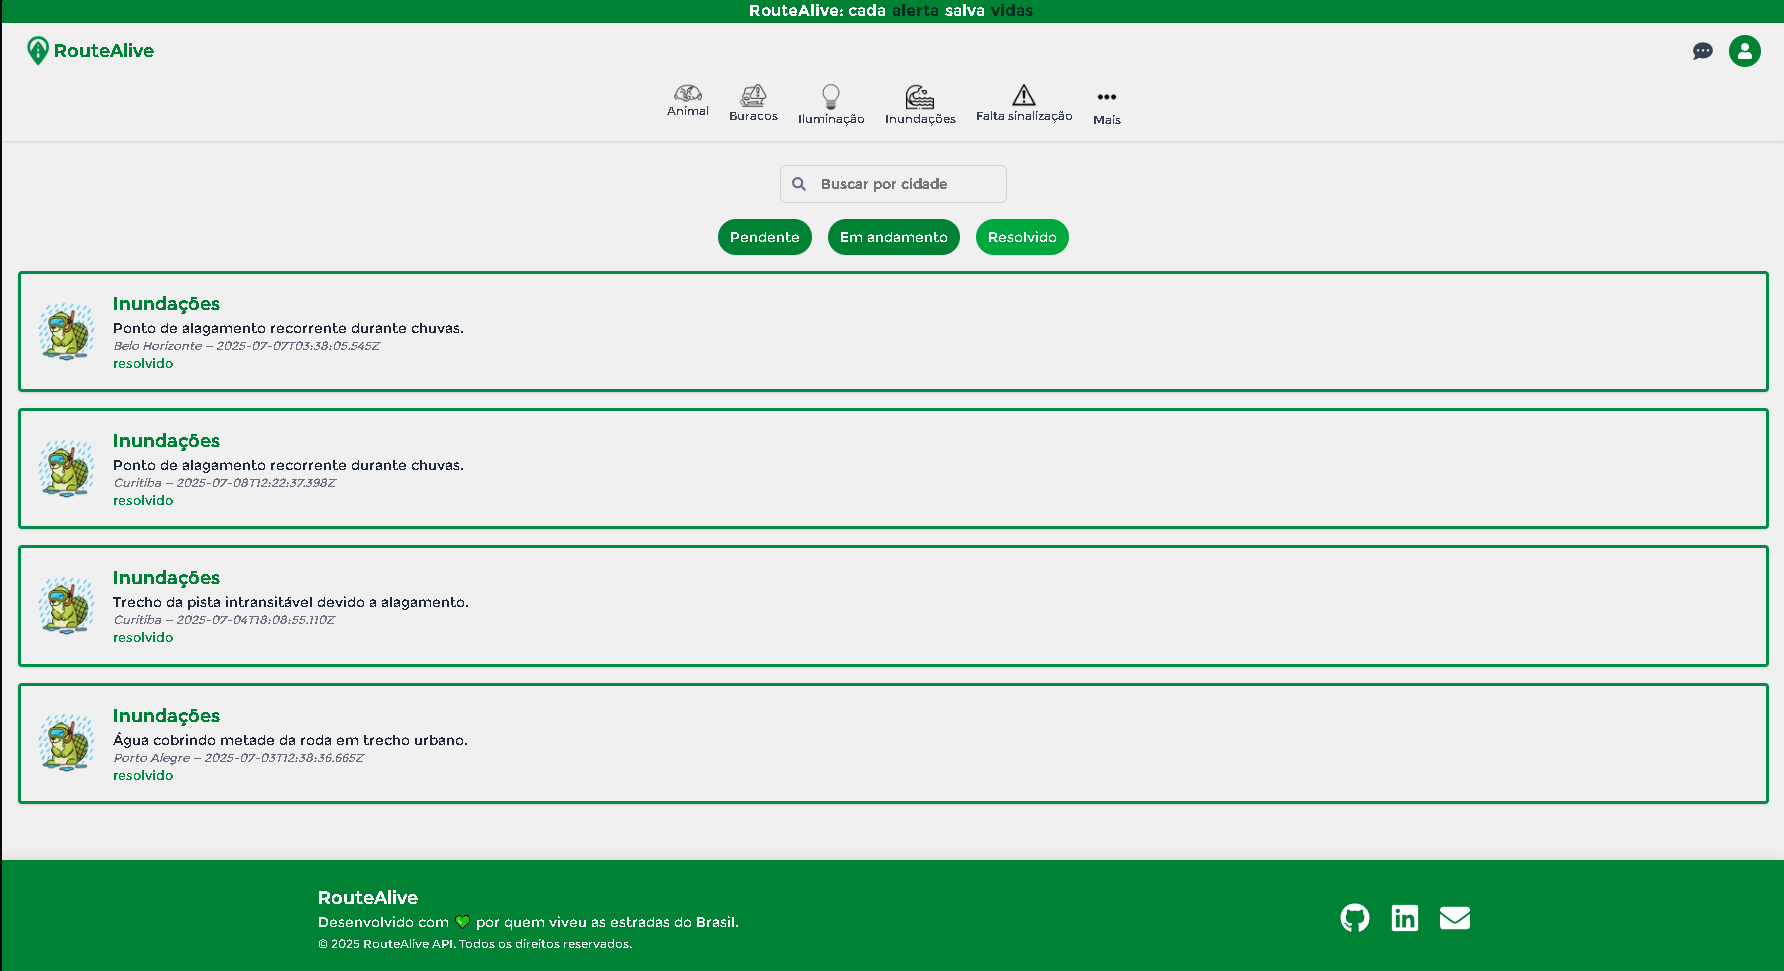 RouteAlive: cada alerta salva vidas
RouteAlive
Animal
Buracos
Iluminação
Inundações
Falta sinalização
Mais
Buscar por cidade
Pendente
Em andamento
Resolvido
Inundações
Ponto de alagamento recorrente durante chuvas.
Belo Horizonte – 2025-07-07T03:38:05.545Z
resolvido
Inundações
Ponto de alagamento recorrente durante chuvas.
Curitiba – 2025-07-08T12:22:37.398Z
resolvido
Inundações
Trecho da pista intransitável devido a alagamento.
Curitiba – 2025-07-04T18:08:55.110Z
resolvido
Inundações
Água cobrindo metade da roda em trecho urbano.
Porto Alegre – 2025-07-03T12:38:36.665Z
resolvido
RouteAlive
Desenvolvido com 💚 por quem viveu as estradas do Brasil.
© 2025 RouteAlive API. Todos os direitos reservados.